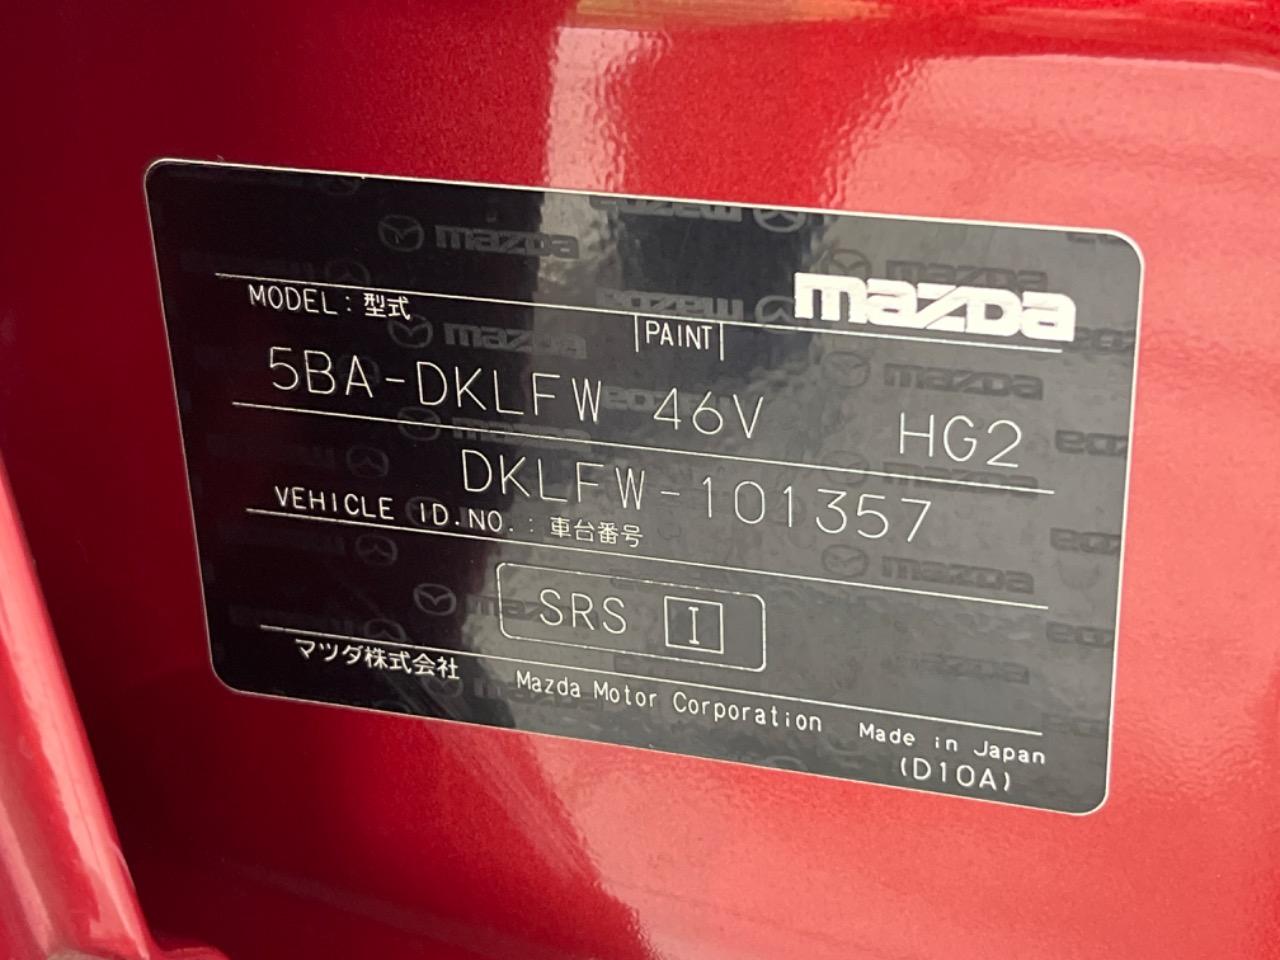 mazda
MODEL : 型式
PAINT
5BA-DKLFW 46V HG2
DKLFW-101357
VEHICLE ID.NO. : 車台番号
SRS I
マツダ株式会社 Mazda Motor Corporation Made in Japan
(D10A)